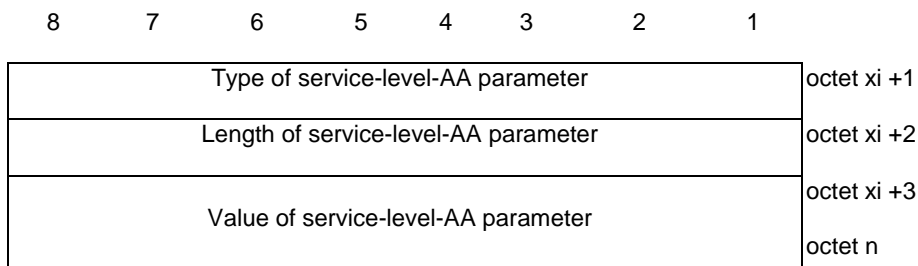 8 7 6 5 4 3 2 1
Type of service-level-AA parameter octet xi +1
Length of service-level-AA parameter octet xi +2
octet xi +3
Value of service-level-AA parameter
octet n